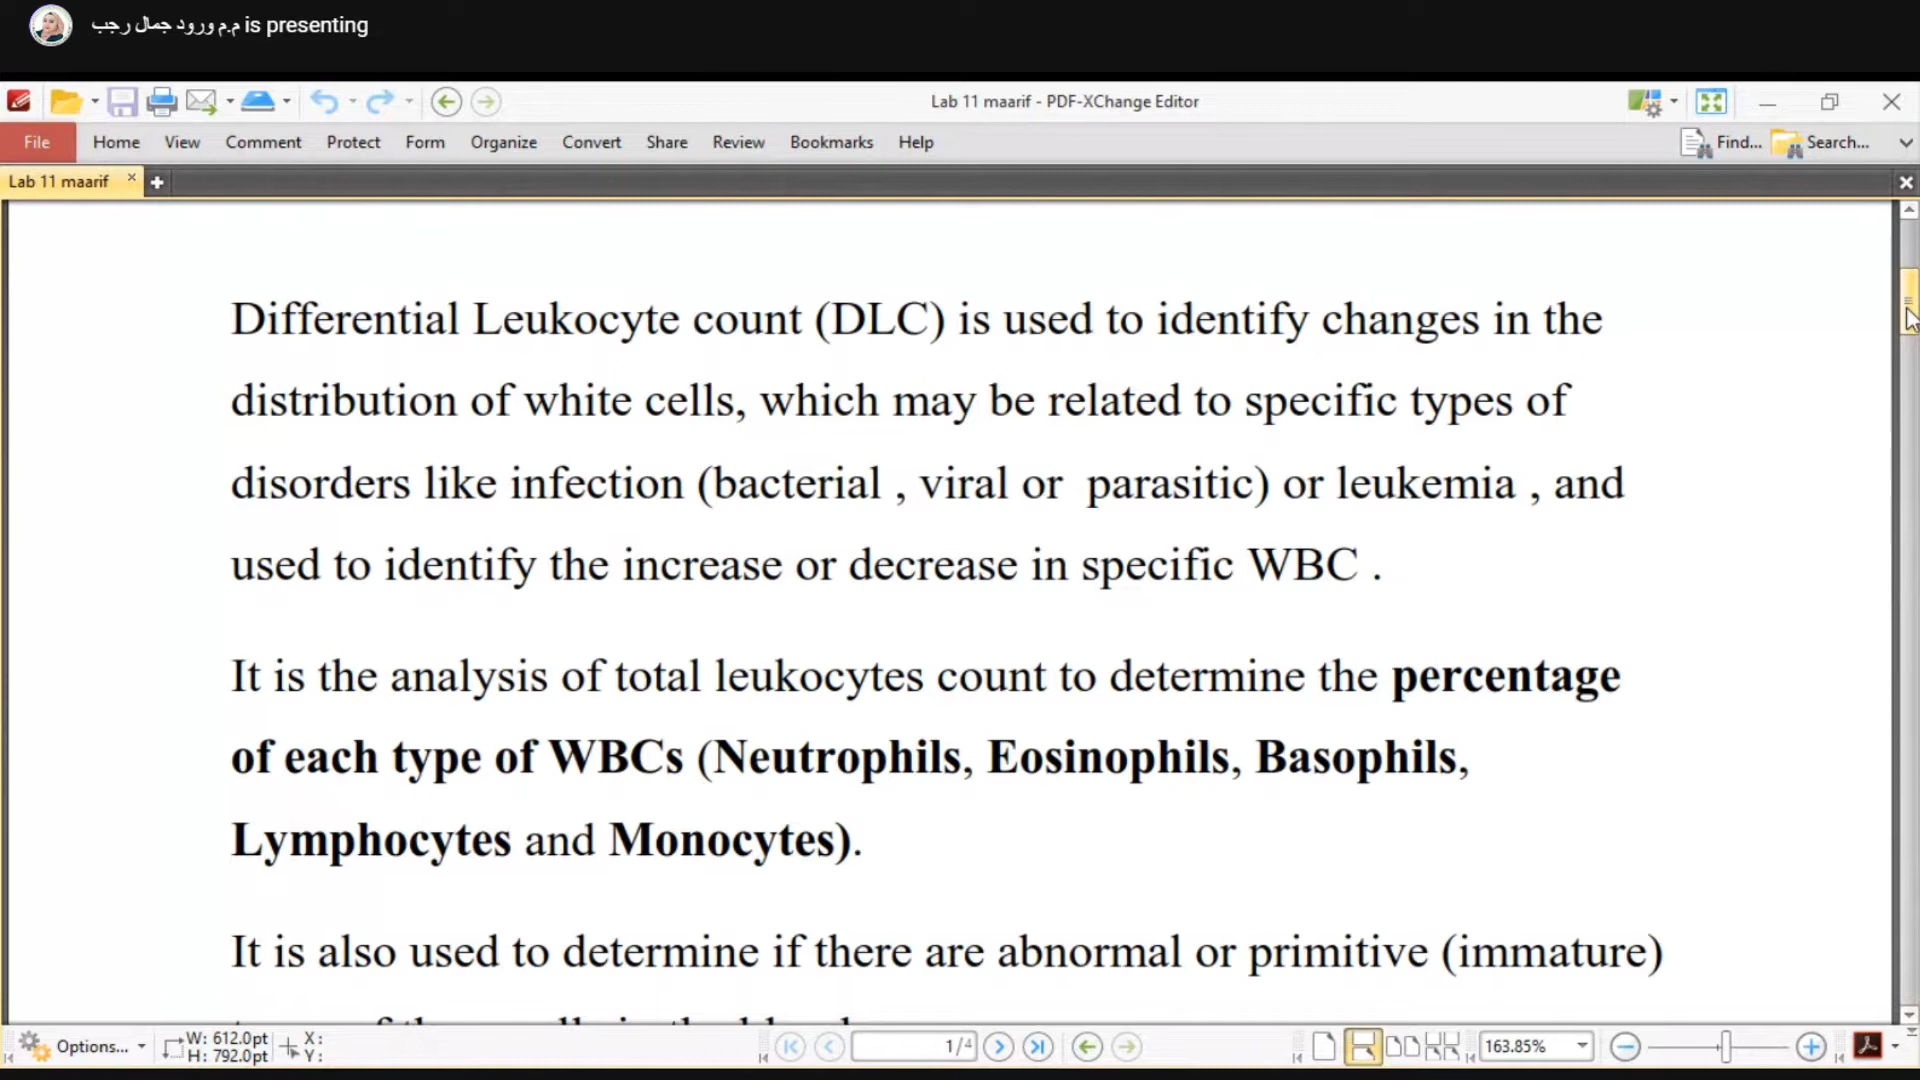 م.م ورود جمال رجب is presenting
Lab 11 maarif - PDF-XChange Editor
File Home View Comment Protect Form Organize Convert Share Review Bookmarks Help Find... Search...
Lab 11 maarif
Differential Leukocyte count (DLC) is used to identify changes in the
distribution of white cells, which may be related to specific types of
disorders like infection (bacterial , viral or parasitic) or leukemia , and
used to identify the increase or decrease in specific WBC .
It is the analysis of total leukocytes count to determine the percentage
of each type of WBCs (Neutrophils, Eosinophils, Basophils,
Lymphocytes and Monocytes).
It is also used to determine if there are abnormal or primitive (immature)
Options... W: 612.0pt X:
H: 792.0pt Y:
1/4
163.85%